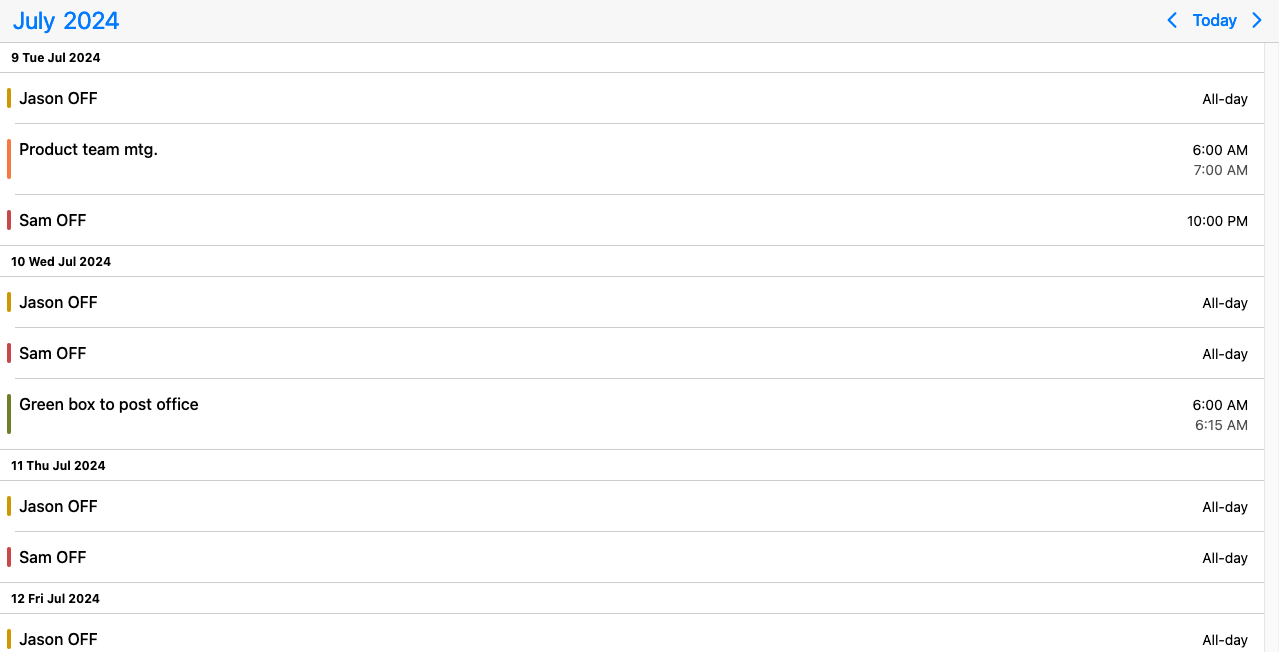 July 2024
Today
9 Tue Jul 2024
Jason OFF All-day
Product team mtg. 6:00 AM
7:00 AM
Sam OFF 10:00 PM
10 Wed Jul 2024
Jason OFF All-day
Sam OFF All-day
Green box to post office 6:00 AM
6:15 AM
11 Thu Jul 2024
Jason OFF All-day
Sam OFF All-day
12 Fri Jul 2024
Jason OFF All-day